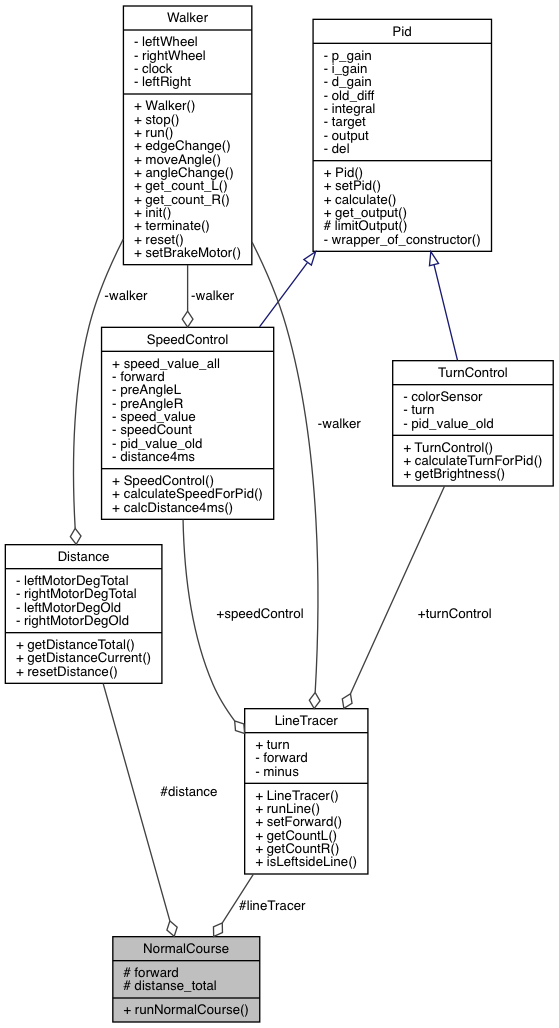 Walker
- leftWheel
- rightWheel
- clock
- leftRight
+ Walker()
+ stop()
+ run()
+ edgeChange()
+ moveAngle()
+ angleChange()
+ get_count_L()
+ get_count_R()
+ init()
+ terminate()
+ reset()
+ setBrakeMotor()
Pid
- p_gain
- i_gain
- d_gain
- old_diff
- integral
- target
- output
- del
+ Pid()
+ setPid()
+ calculate()
+ get_output()
# limitOutput()
- wrapper_of_constructor()
-walker
-walker
SpeedControl
+ speed_value_all
- forward
- preAngleL
- preAngleR
- speed_value
- speedCount
- pid_value_old
- distance4ms
+ SpeedControl()
+ calculateSpeedForPid()
+ calcDistance4ms()
TurnControl
- colorSensor
- turn
- pid_value_old
+ TurnControl()
+ calculateTurnForPid()
+ getBrightness()
-walker
Distance
- leftMotorDegTotal
- rightMotorDegTotal
- leftMotorDegOld
- rightMotorDegOld
+ getDistanceTotal()
+ getDistanceCurrent()
+ resetDistance()
+speedControl
+turnControl
LineTracer
+ turn
- forward
- minus
+ LineTracer()
+ runLine()
+ setForward()
+ getCountL()
+ getCountR()
+ isLeftsideLine()
#distance
#lineTracer
NormalCourse
# forward
# distanse_total
+ runNormalCourse()